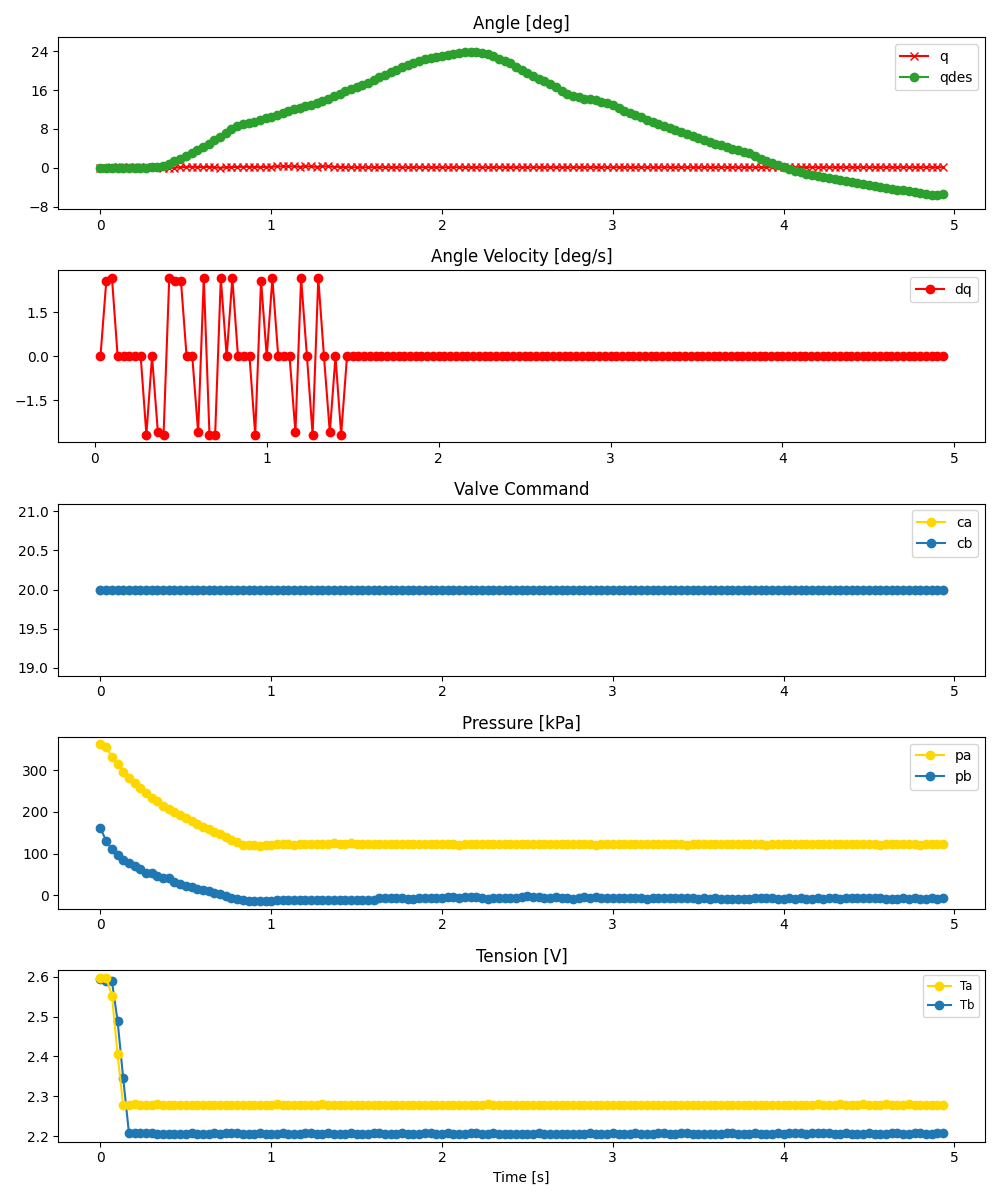 Angle [deg]
24
16
8
0
−8
q
qdes
0 1 2 3 4 5
Angle Velocity [deg/s]
1.5
0.0
−1.5
dq
0 1 2 3 4 5
Valve Command
21.0
20.5
20.0
19.5
19.0
ca
cb
0 1 2 3 4 5
Pressure [kPa]
300
200
100
0
pa
pb
0 1 2 3 4 5
Tension [V]
2.6
2.5
2.4
2.3
2.2
Ta
Tb
0 1 2 3 4 5
Time [s]